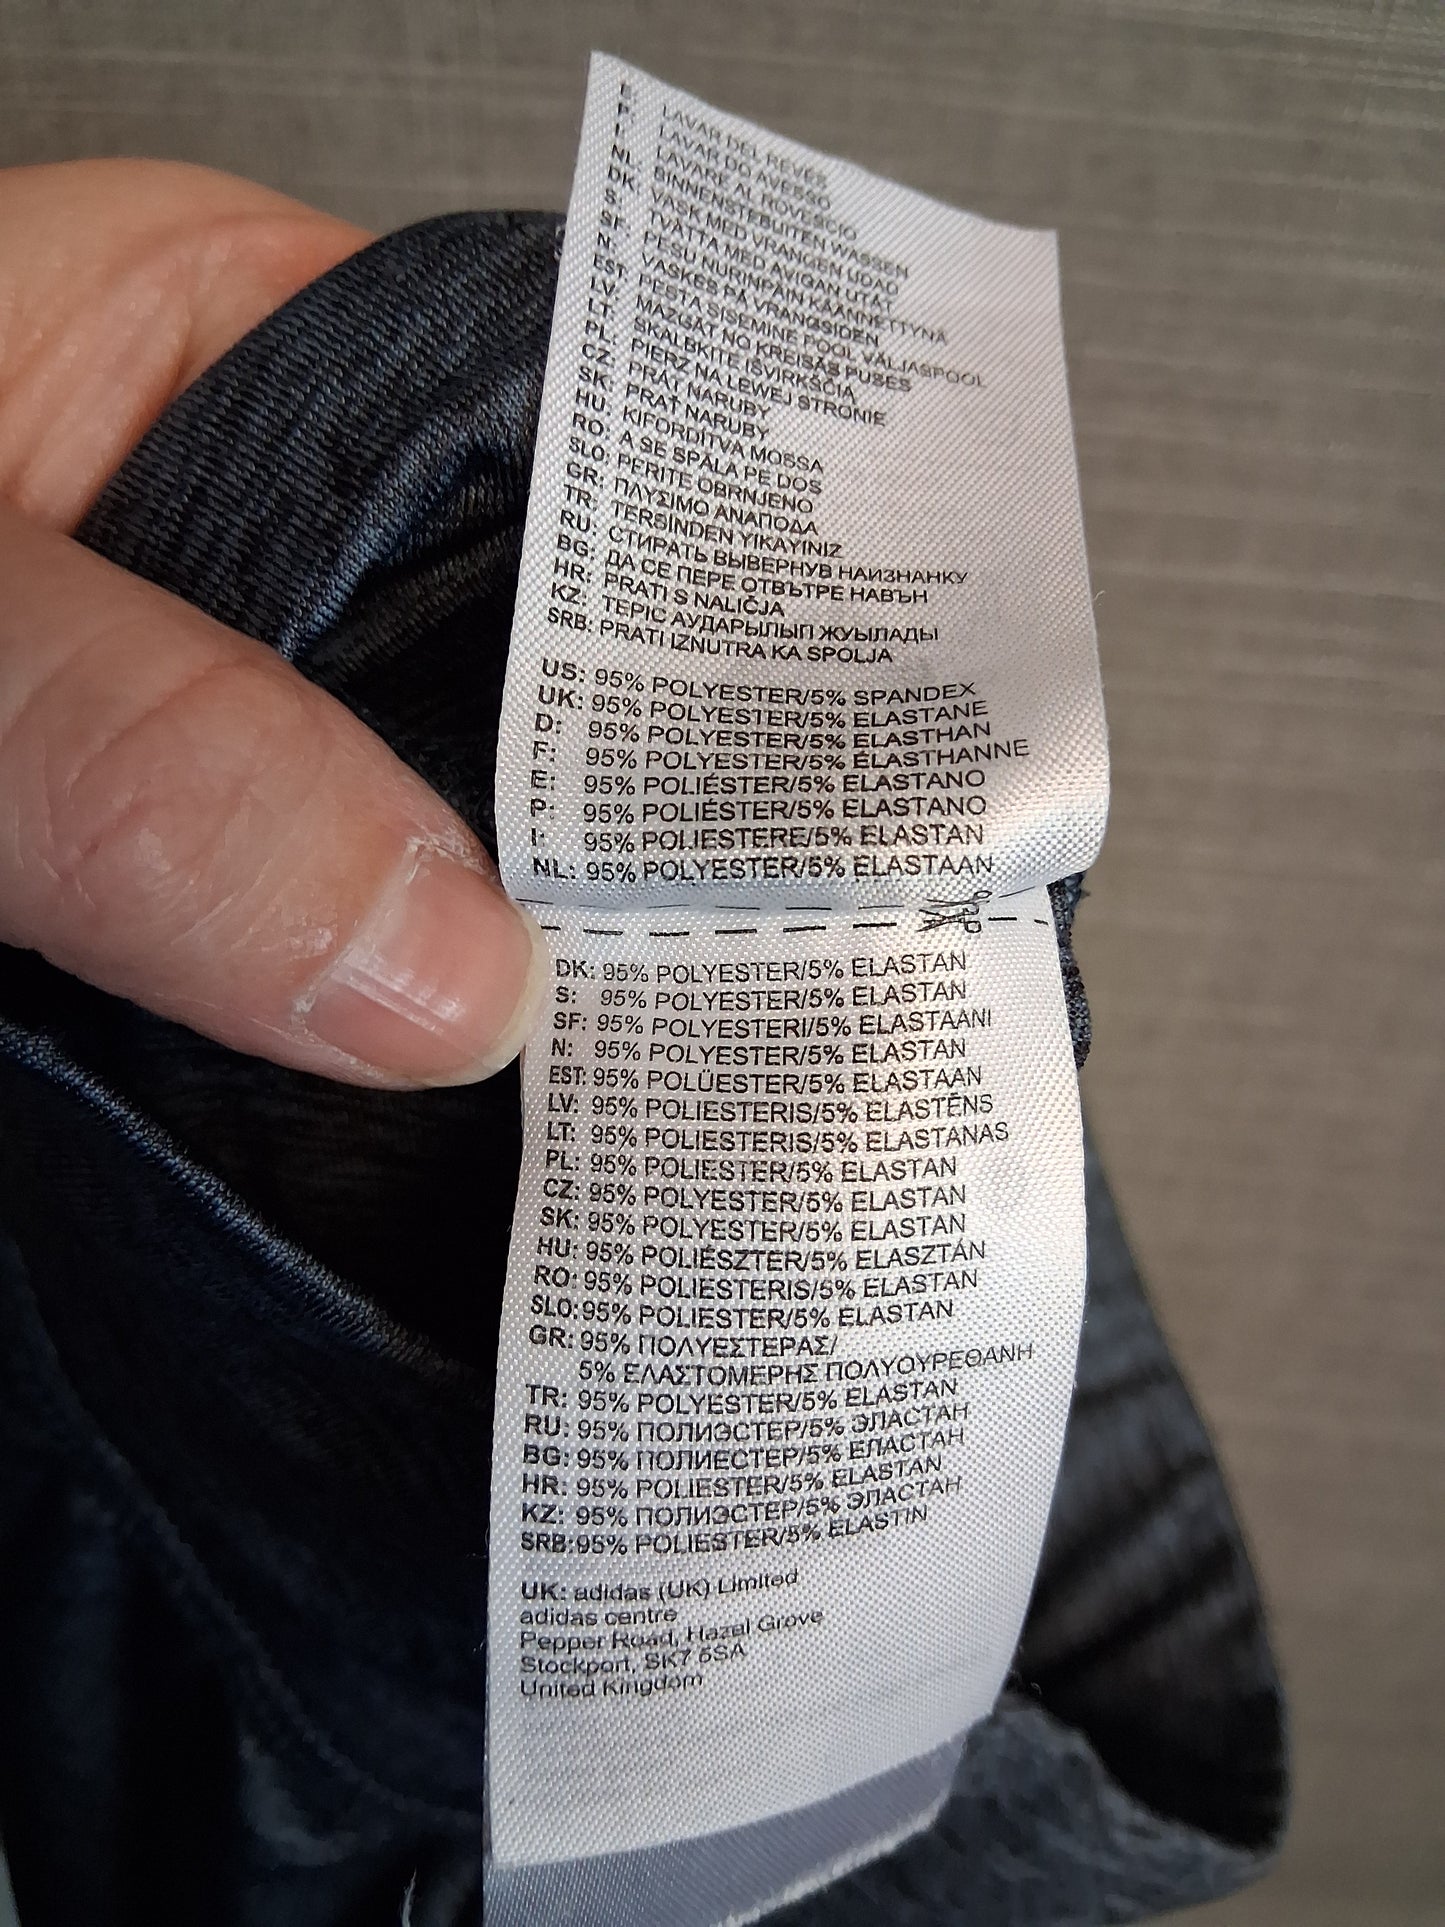 E: LAVAR DEL REVÉS
P: LAVAR DO AVESSO
I: LAVARE AL ROVESCIO
NL: BINNENSTEBUITEN WASSEN
DK: VASK MED VRANGEN UDAD
S: TVÄTTA MED AVIGAN UTÅT
SF: PESU NURINPÄIN KÄÄNNETTYNÄ
N: VASKES PÅ VRANGSIDEN
EST: PESTA SISEMINE POOL VÄLJASPOOL
LV: MAZGĀT NO KREISĀS PUSES
LT: SKALBKITE IŠVIRKŠČIĄ
PL: PIERZ NA LEWEJ STRONIE
CZ: PRÁT NARUBY
SK: PRAŤ NARUBY
HU: KIFORDÍTVA MOSSA
RO: A SE SPĂLA PE DOS
SLO: PERITE OBRNJENO
GR: ΠΛΥΣΙΜΟ ΑΝΑΠΟΔΑ
TR: TERSİNDEN YIKAYINIZ
RU: СТИРАТЬ ВЫВЕРНУВ НАИЗНАНКУ
BG: ДА СЕ ПЕРЕ ОТВЪТРЕ НАВЪН
HR: PRATI S NALIČJA
KZ: ТЕРІС АУДАРЫЛЫП ЖУЫЛАДЫ
SRB: PRATI IZNUTRA KA SPOLJA
US: 95% POLYESTER/5% SPANDEX
UK: 95% POLYESTER/5% ELASTANE
D: 95% POLYESTER/5% ELASTHAN
F: 95% POLYESTER/5% ÉLASTHANNE
E: 95% POLIÉSTER/5% ELASTANO
P: 95% POLIÉSTER/5% ELASTANO
I: 95% POLIESTERE/5% ELASTAN
NL: 95% POLYESTER/5% ELASTAAN
DK: 95% POLYESTER/5% ELASTAN
S: 95% POLYESTER/5% ELASTAN
SF: 95% POLYESTERI/5% ELASTAANI
N: 95% POLYESTER/5% ELASTAN
EST: 95% POLÜESTER/5% ELASTAAN
LV: 95% POLIESTERIS/5% ELASTĒNS
LT: 95% POLIESTERIS/5% ELASTANAS
PL: 95% POLIESTER/5% ELASTAN
CZ: 95% POLYESTER/5% ELASTAN
SK: 95% POLYESTER/5% ELASTAN
HU: 95% POLIÉSZTER/5% ELASZTÁN
RO: 95% POLIESTERIS/5% ELASTAN
SLO: 95% POLIESTER/5% ELASTAN
GR: 95% ΠΟΛΥΕΣΤΕΡΑΣ/
5% ΕΛΑΣΤΟΜΕΡΗΣ ΠΟΛΥΟΥΡΕΘΑΝΗ
TR: 95% POLYESTER/5% ELASTAN
RU: 95% ПОЛИЭСТЕР/5% ЭЛАСТАН
BG: 95% ПОЛИЕСТЕР/5% ЕЛАСТАН
HR: 95% POLIESTER/5% ELASTAN
KZ: 95% ПОЛИЭСТЕР/5% ЭЛАСТАН
SRB: 95% POLIESTER/5% ELASTIN
UK: adidas (UK) Limited
adidas centre
Pepper Road, Hazel Grove
Stockport, SK7 5SA
United Kingdom